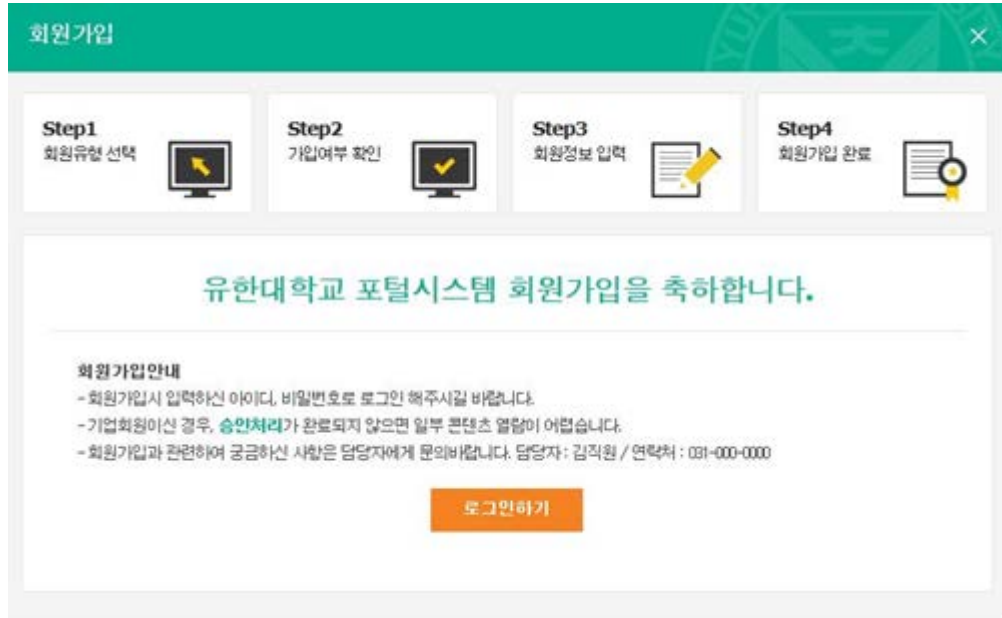 회원가입
Step1
회원유형 선택
Step2
가입여부 확인
Step3
회원정보 입력
Step4
회원가입 완료
유한대학교 포털시스템 회원가입을 축하합니다.
회원가입안내
- 회원가입시 입력하신 아이디, 비밀번호로 로그인 해주시길 바랍니다.
- 기업회원이신 경우, 승인처리가 완료되지 않으면 일부 콘텐츠 열람이 어렵습니다.
- 회원가입과 관련하여 궁금하신 사항은 담당자에게 문의바랍니다. 담당자 : 김직원 / 연락처 : 031-000-0000
로그인하기